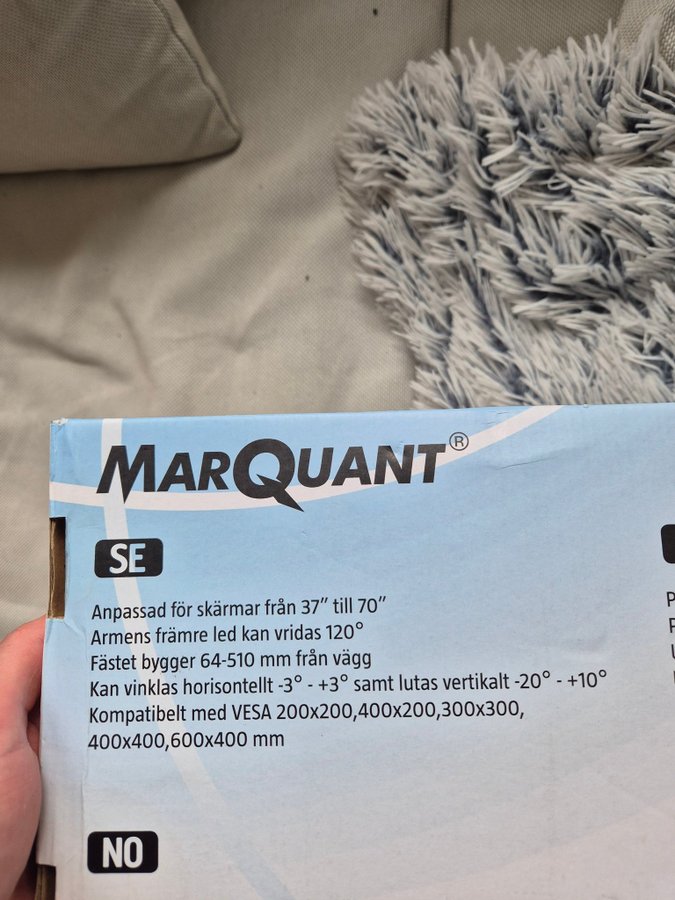 MARQUANT®
SE
Anpassad för skärmar från 37” till 70”
Armens främre led kan vridas 120°
Fästet bygger 64-510 mm från vägg
Kan vinklas horisontellt -3° - +3° samt lutas vertikalt -20° - +10°
Kompatibelt med VESA 200x200,400x200,300x300,
400x400,600x400 mm
NO